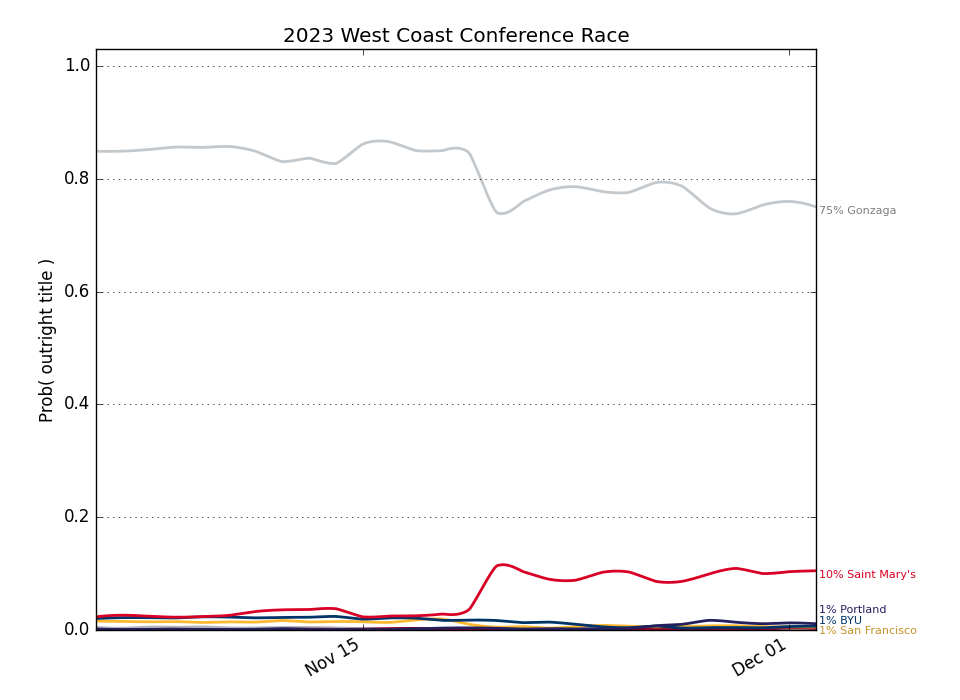 2023 West Coast Conference Race
1.0
0.8
0.6
0.4
0.2
0.0
Prob( outright title )
75% Gonzaga
10% Saint Mary's
1% Portland
1% BYU
1% San Francisco
Nov 15
Dec 01